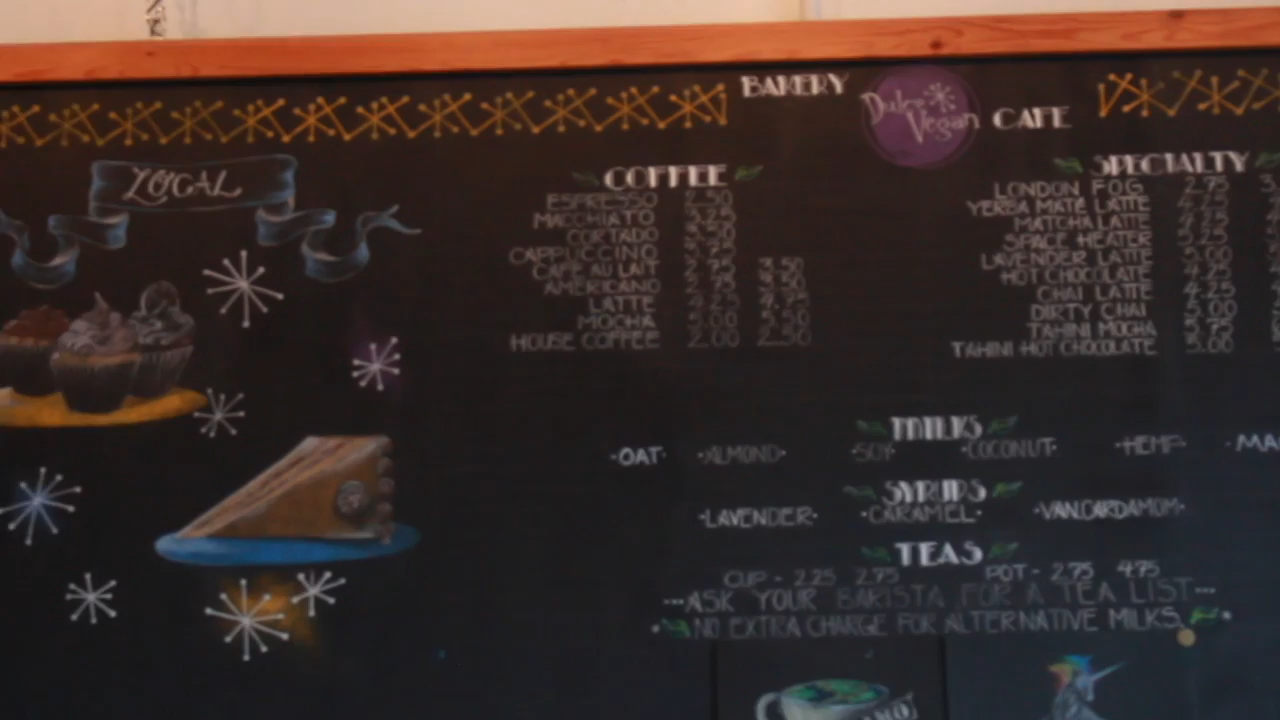 BAKERY
Dulce Vegan
CAFE
LOCAL
COFFEE
ESPRESSO 2.50
MACCHIATO 3.25
CORTADO
CAPPUCCINO
CAFE AU LAIT 3.50
AMERICANO 2.75
LATTE 4.25
MOCHA 5.00
HOUSE COFFEE 2.00 2.50
SPECIALTY
LONDON FOG 2.75
YERBA MATE LATTE 4.25
MATCHA LATTE 4.25
SPACE HEATER 5.25
LAVENDER LATTE 5.00
HOT CHOCOLATE 4.25
CHAI LATTE 4.25
DIRTY CHAI 5.00
TAHINI MOCHA 5.75
TAHINI HOT CHOCOLATE 5.00
MILKS
·OAT· ·ALMOND· ·SOY· ·COCONUT· ·HEMP· ·MA
SYRUPS
·LAVENDER· ·CARAMEL· ·VAN.CARDAMOM·
TEAS
CUP - 2.25 2.75 POT - 2.75 4.75
···ASK YOUR BARISTA FOR A TEA LIST···
·NO EXTRA CHARGE FOR ALTERNATIVE MILKS.·